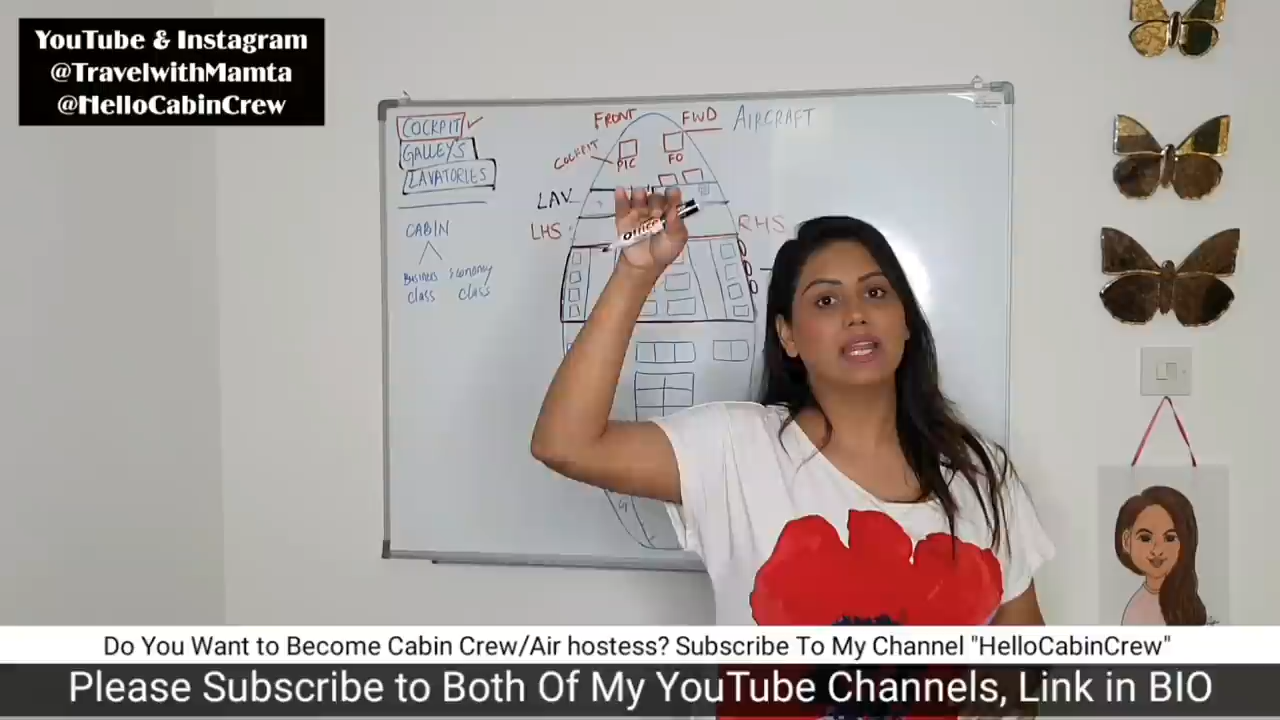 YouTube & Instagram
@TravelwithMamta
@HelloCabinCrew
FRONT
FWD
AIRCRAFT
COCKPIT
GALLEYS
LAVATORIES
COCKPIT
PIC
FO
LAV
LHS
RHS
CABIN
Business Economy
class class
Do You Want to Become Cabin Crew/Air hostess? Subscribe To My Channel "HelloCabinCrew"
Please Subscribe to Both Of My YouTube Channels, Link in BIO